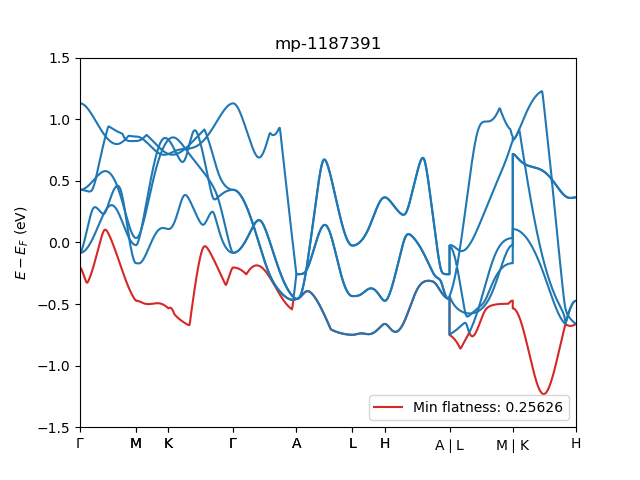 mp-1187391
E − E_F (eV)
1.5
1.0
0.5
0.0
−0.5
−1.0
−1.5
Min flatness: 0.25626
Γ M K Γ A L H A | L M | K H